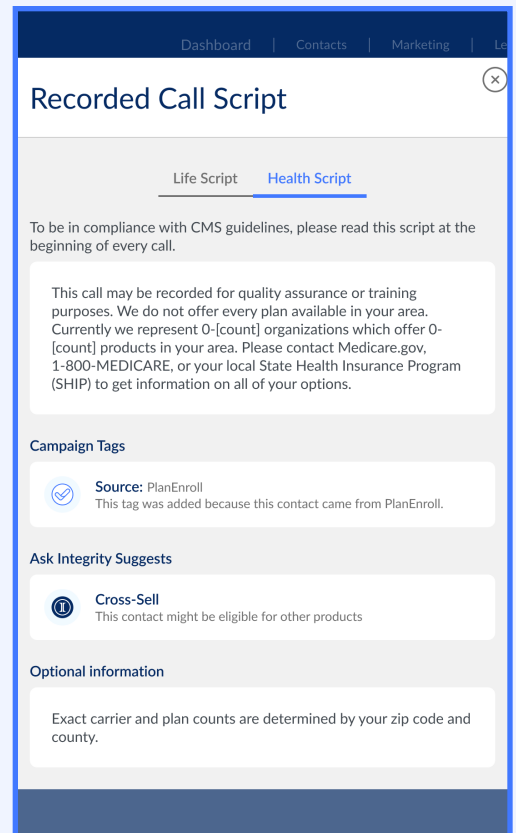 Dashboard | Contacts | Marketing |
Recorded Call Script
Life Script Health Script
To be in compliance with CMS guidelines, please read this script at the
beginning of every call.
This call may be recorded for quality assurance or training
purposes. We do not offer every plan available in your area.
Currently we represent 0-[count] organizations which offer 0-
[count] products in your area. Please contact Medicare.gov,
1-800-MEDICARE, or your local State Health Insurance Program
(SHIP) to get information on all of your options.
Campaign Tags
Source: PlanEnroll
This tag was added because this contact came from PlanEnroll.
Ask Integrity Suggests
Cross-Sell
This contact might be eligible for other products
Optional information
Exact carrier and plan counts are determined by your zip code and
county.